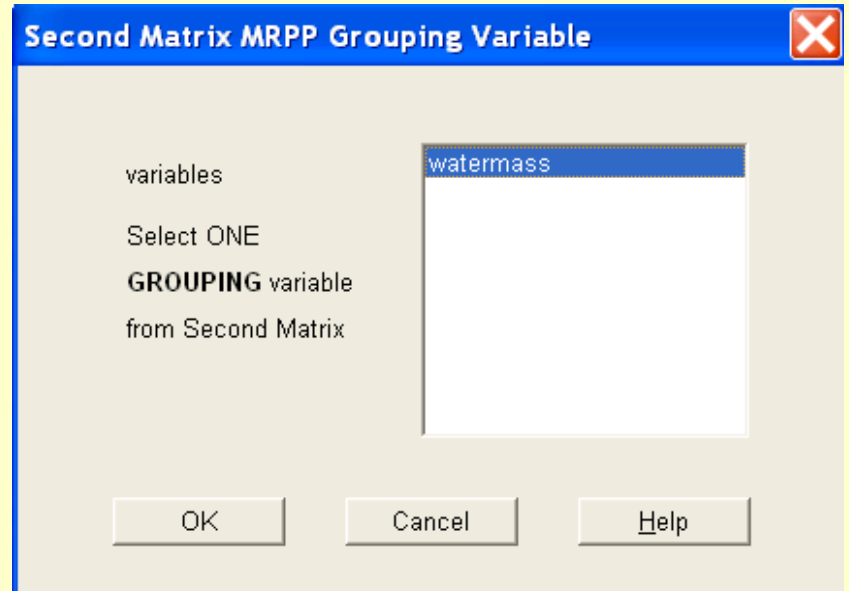 Second Matrix MRPP Grouping Variable
variables
watermass
Select ONE
GROUPING variable
from Second Matrix
OK
Cancel
Help